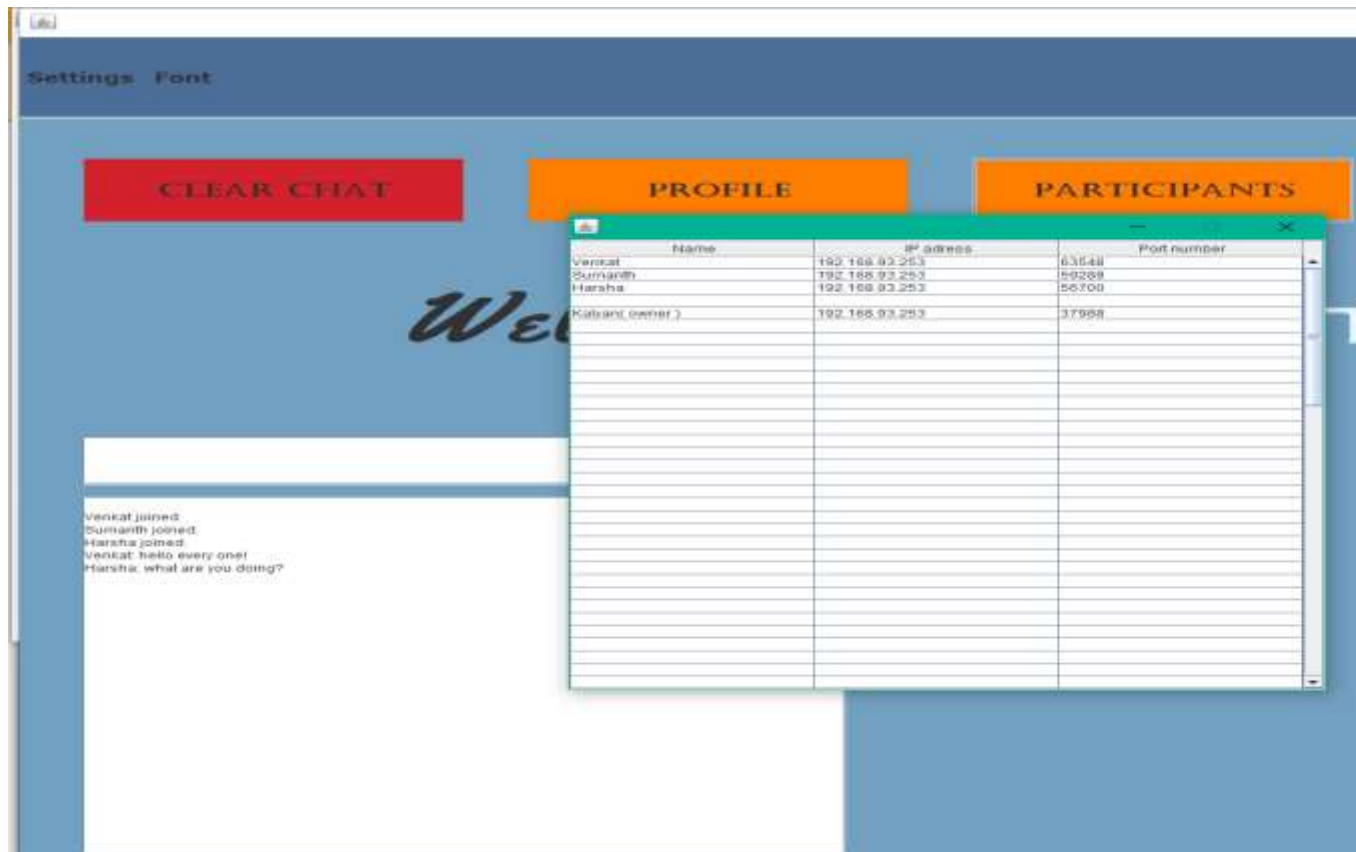 Settings Font
CLEAR CHAT PROFILE PARTICIPANTS
Name IP adress Port number
Venkat 192.168.93.253 63548
Sumanth 192.168.93.253
Harsha 192.168.93.253 56700
Kalyani( owner ) 192.168.93.253 37988
Wel
Venkat joined.
Sumanth joined.
Harsha joined.
Venkat: hello every one!
Harsha: what are you doing?